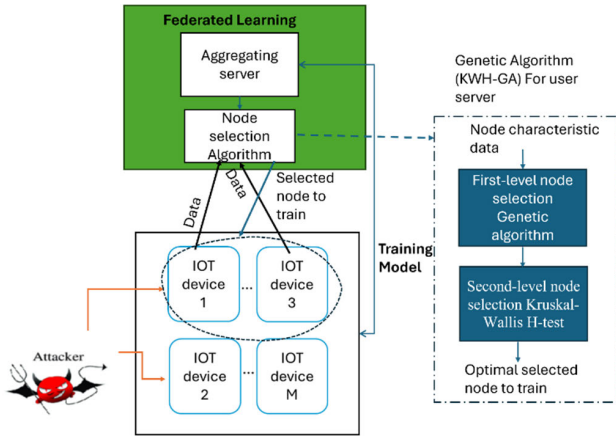 Federated Learning
Aggregating
server
Node
selection
Algorithm
Data
Data
Selected
node to
train
IOT
device
1
...
IOT
device
3
IOT
device
2
...
IOT
device
M
Attacker
Training
Model
Genetic Algorithm
(KWH-GA) For user
server
Node characteristic
data
First-level node
selection
Genetic
algorithm
Second-level node
selection Kruskal-
Wallis H-test
Optimal selected
node to train